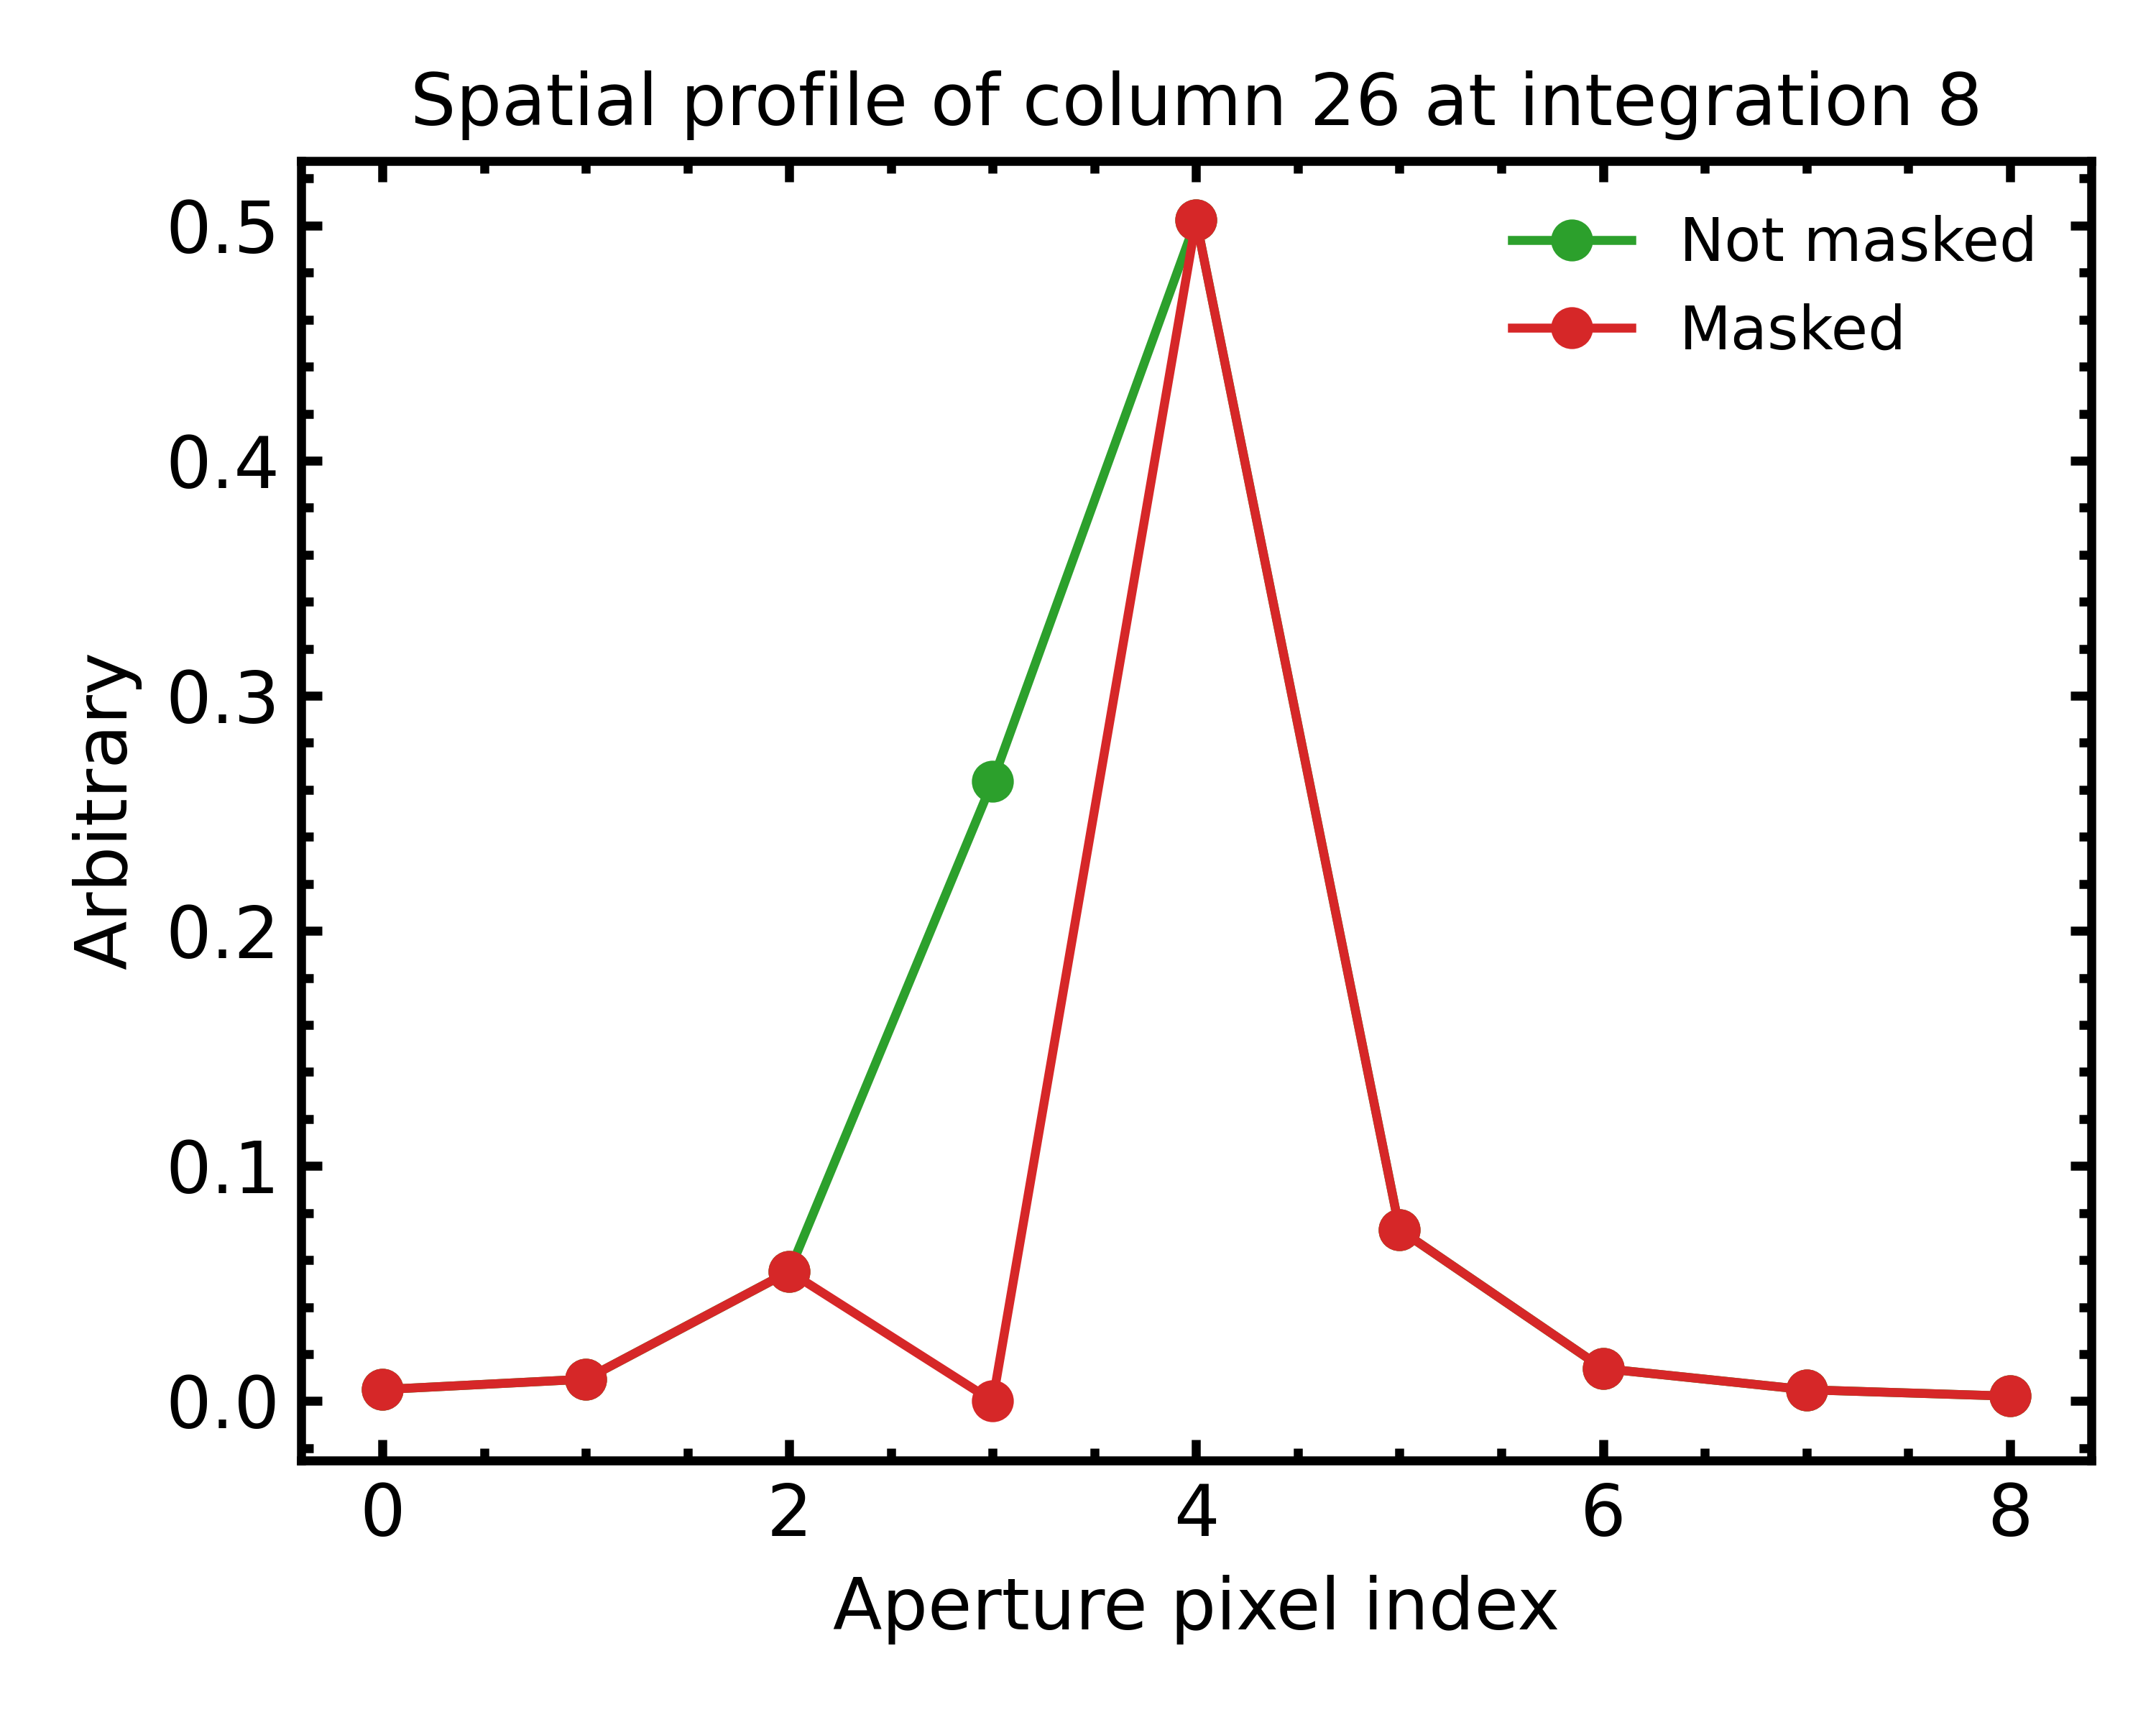 Spatial profile of column 26 at integration 8
Not masked
Masked
0.5
0.4
0.3
0.2
0.1
0.0
Arbitrary
0 2 4 6 8
Aperture pixel index